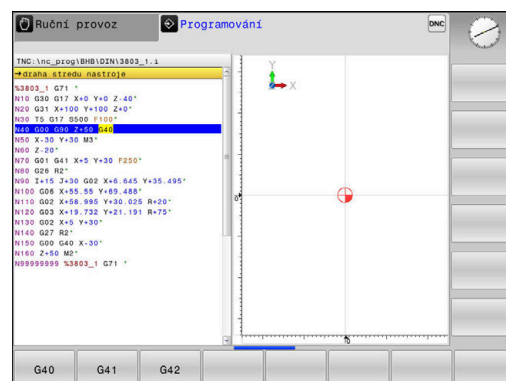 Ruční provoz
Programování
DNC
TNC:\nc_prog\BHB\DIN\3803_1.i
→draha stredu nastroje
%3803_1 G71 *
N10 G30 G17 X+0 Y+0 Z-40*
N20 G31 X+100 Y+100 Z+0*
N30 T5 G17 S500 F100*
N40 G00 G90 Z+50 G40
N50 X-30 Y+30 M3*
N60 Z-20*
N70 G01 G41 X+5 Y+30 F250*
N80 G26 R2*
N90 I+15 J+30 G02 X+6.645 Y+35.495*
N100 G06 X+55.55 Y+69.488*
N110 G02 X+58.995 Y+30.025 R+20*
N120 G03 X+19.732 Y+21.191 R+75*
N130 G02 X+5 Y+30*
N140 G27 R2*
N150 G00 G40 X-30*
N160 Z+50 M2*
N99999999 %3803_1 G71 *
Y
X
0
0
G40
G41
G42